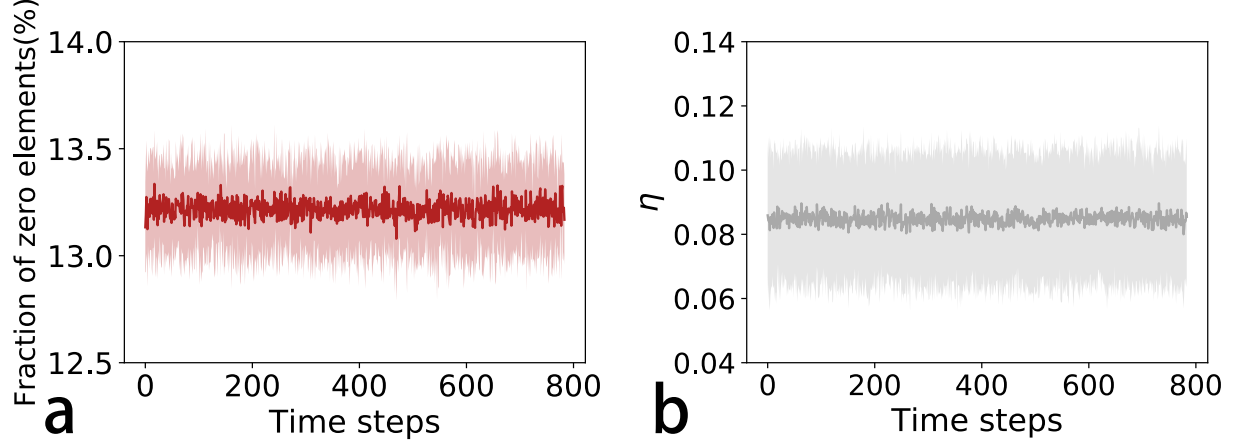 Fraction of zero elements(%)
14.0
13.5
13.0
12.5
0 200 400 600 800
Time steps
a
η
0.14
0.12
0.10
0.08
0.06
0.04
0 200 400 600 800
Time steps
b